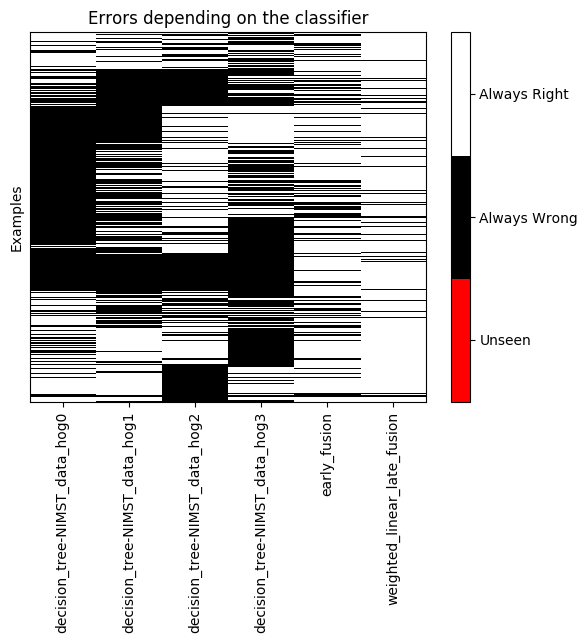 Errors depending on the classifier
Always Right
Always Wrong
Unseen
Examples
decision_tree-NIMST_data_hog0
decision_tree-NIMST_data_hog1
decision_tree-NIMST_data_hog2
decision_tree-NIMST_data_hog3
early_fusion
weighted_linear_late_fusion